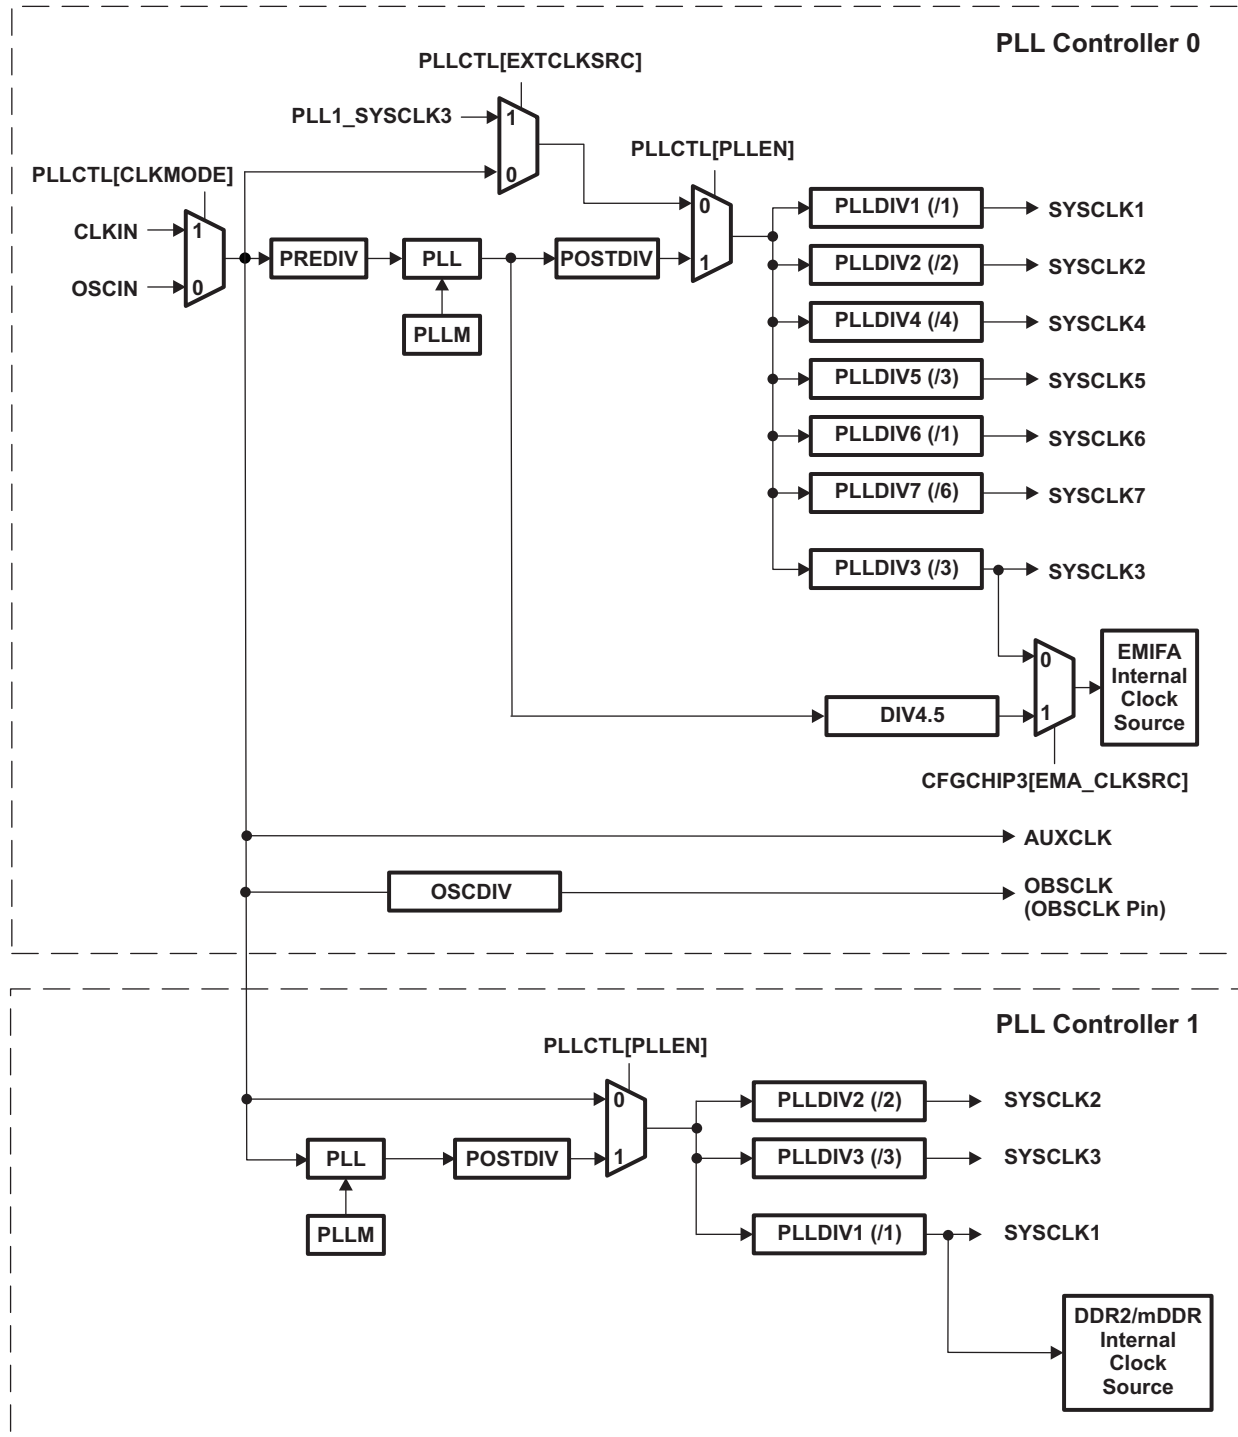 PLL Controller 0
PLLCTL[EXTCLKSRC]
PLL1_SYSCLK3
1
0
PLLCTL[PLLEN]
0
1
PLLCTL[CLKMODE]
CLKIN
1
OSCIN
0
PREDIV
PLL
POSTDIV
PLLM
PLLDIV1 (/1)
SYSCLK1
PLLDIV2 (/2)
SYSCLK2
PLLDIV4 (/4)
SYSCLK4
PLLDIV5 (/3)
SYSCLK5
PLLDIV6 (/1)
SYSCLK6
PLLDIV7 (/6)
SYSCLK7
PLLDIV3 (/3)
SYSCLK3
0
1
EMIFA
Internal
Clock
Source
DIV4.5
CFGCHIP3[EMA_CLKSRC]
AUXCLK
OSCDIV
OBSCLK
(OBSCLK Pin)
PLL Controller 1
PLLCTL[PLLEN]
0
1
PLL
POSTDIV
PLLM
PLLDIV2 (/2)
SYSCLK2
PLLDIV3 (/3)
SYSCLK3
PLLDIV1 (/1)
SYSCLK1
DDR2/mDDR
Internal
Clock
Source